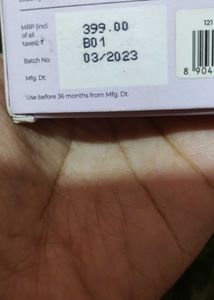 MRP (incl.
of all
taxes): ₹ 399.00
B01
Batch No: 03/2023
Mfg. Dt:
Use before 36 months from Mfg. Dt.
121
8 904